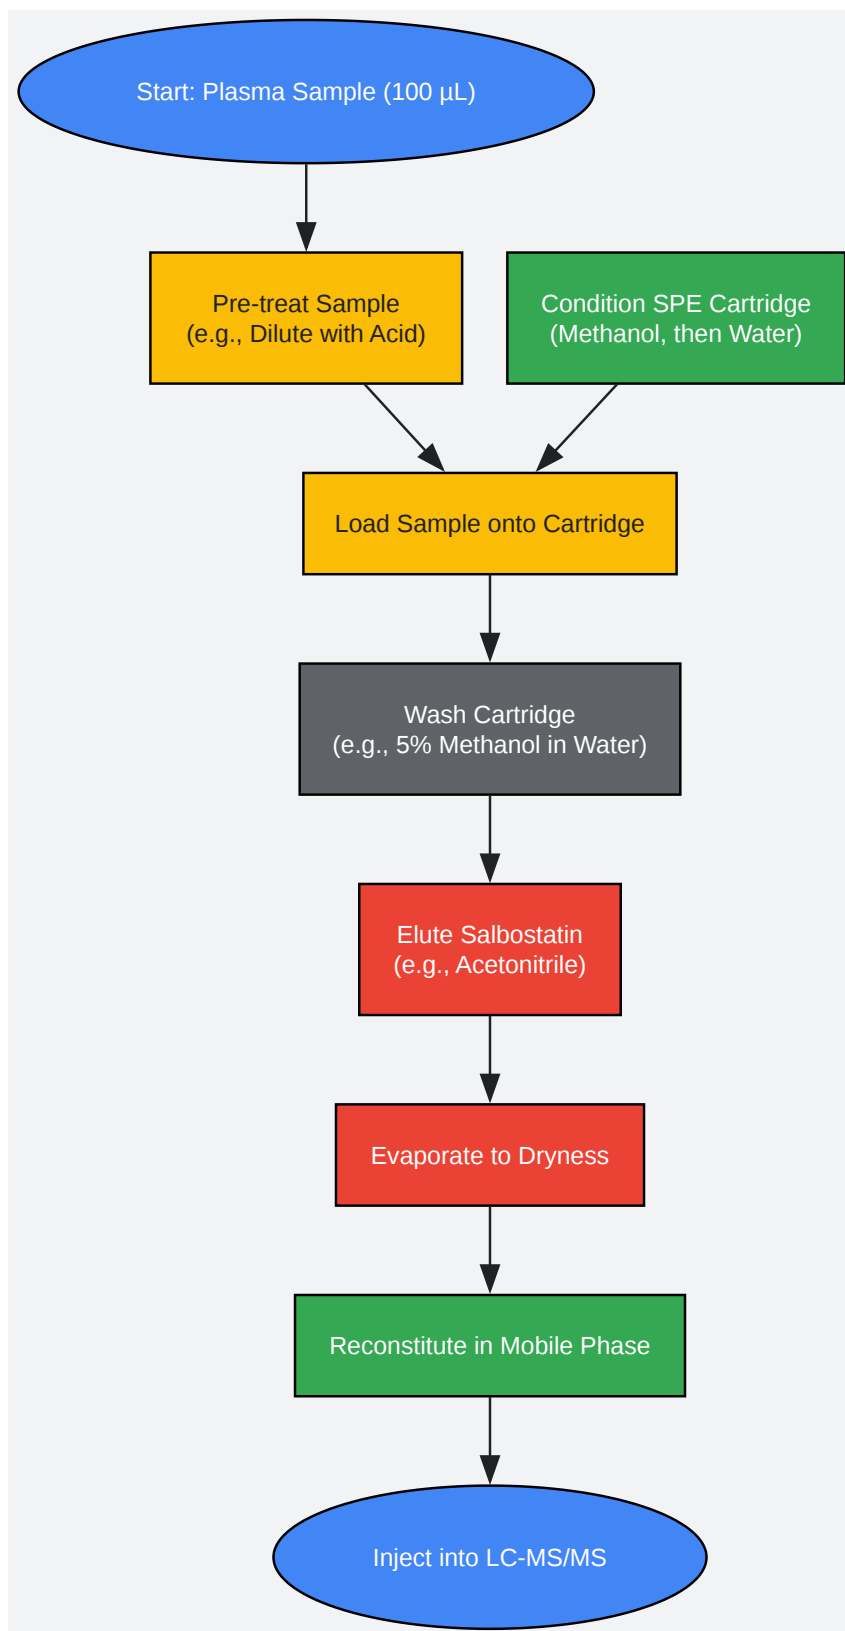 Start: Plasma Sample (100 µL)
Pre-treat Sample
(e.g., Dilute with Acid)
Condition SPE Cartridge
(Methanol, then Water)
Load Sample onto Cartridge
Wash Cartridge
(e.g., 5% Methanol in Water)
Elute Salbostatin
(e.g., Acetonitrile)
Evaporate to Dryness
Reconstitute in Mobile Phase
Inject into LC-MS/MS